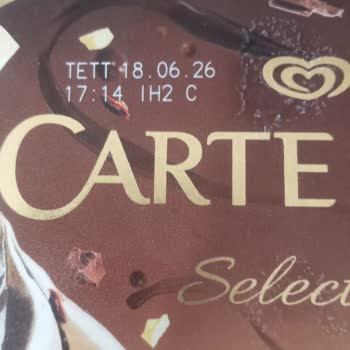 TETT 18.06.26
17:14 IH2 C
CARTE
Select